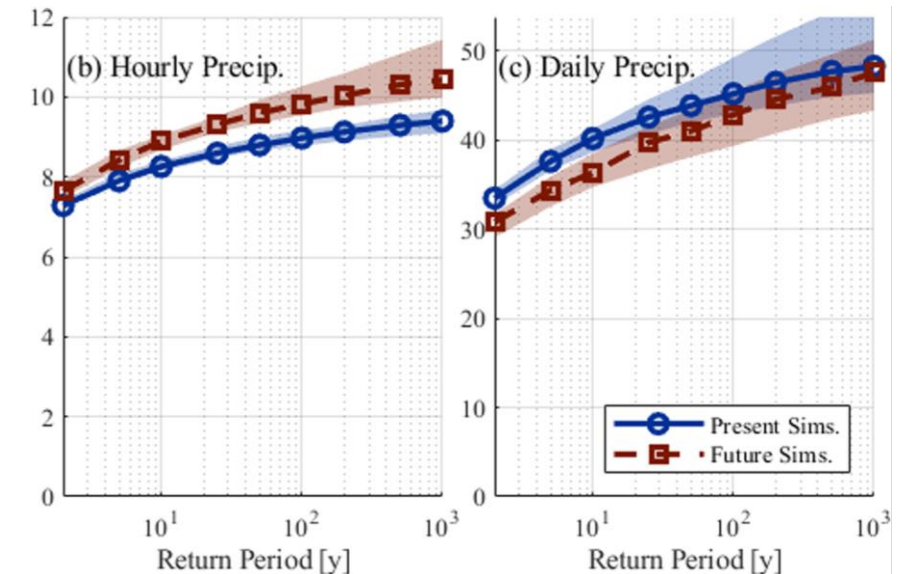 12
10
8
6
4
2
0
(b) Hourly Precip.
10¹ 10² 10³
Return Period [y]
50
40
30
20
10
0
(c) Daily Precip.
Present Sims.
Future Sims.
10¹ 10² 10³
Return Period [y]